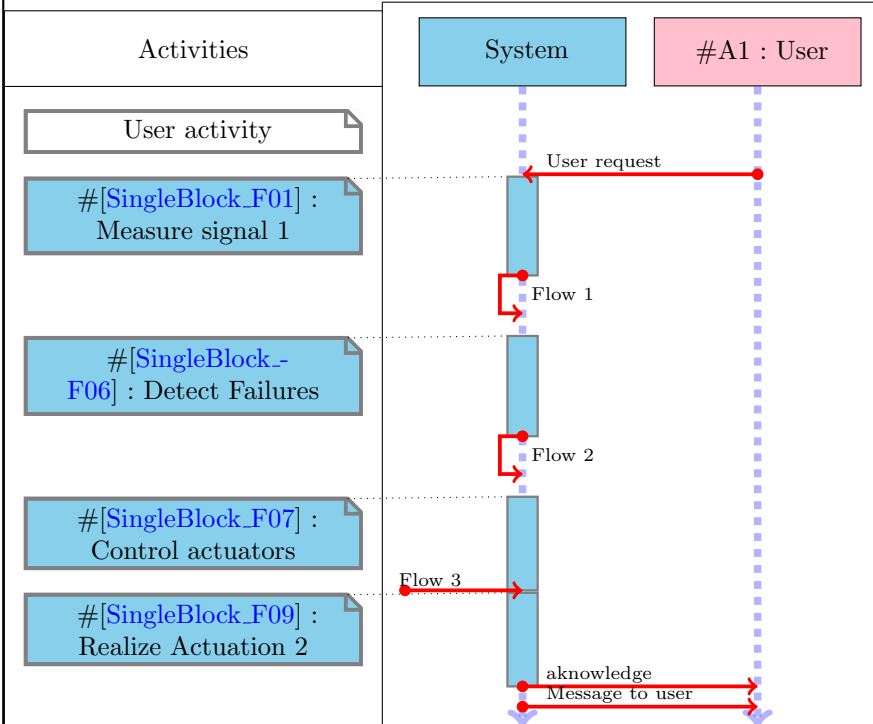 Activities
System
#A1 : User
User activity
User request
#[SingleBlock_F01] :
Measure signal 1
Flow 1
#[SingleBlock_-
F06] : Detect Failures
Flow 2
#[SingleBlock_F07] :
Control actuators
Flow 3
#[SingleBlock_F09] :
Realize Actuation 2
aknowledge
Message to user